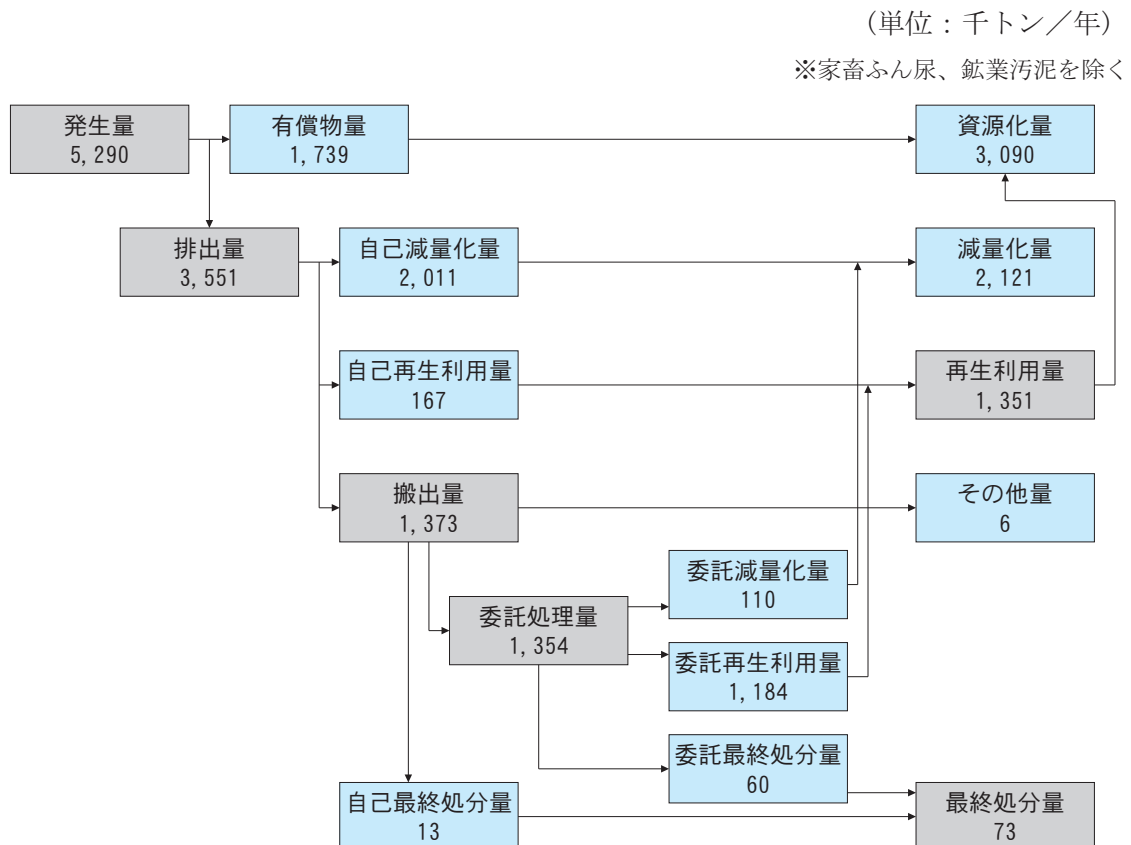 (単位：千トン／年)
※家畜ふん尿、鉱業汚泥を除く
発生量
5,290
有償物量
1,739
資源化量
3,090
排出量
3,551
自己減量化量
2,011
減量化量
2,121
自己再生利用量
167
再生利用量
1,351
搬出量
1,373
その他量
6
委託減量化量
110
委託処理量
1,354
委託再生利用量
1,184
委託最終処分量
60
自己最終処分量
13
最終処分量
73